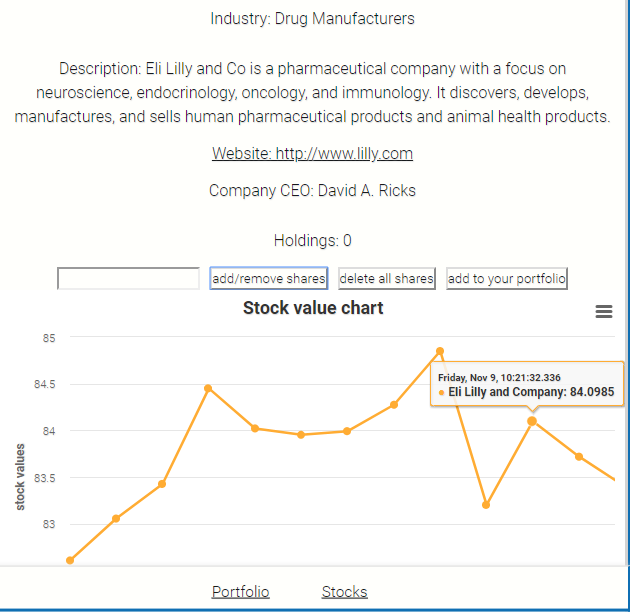 Industry: Drug Manufacturers
Description: Eli Lilly and Co is a pharmaceutical company with a focus on
neuroscience, endocrinology, oncology, and immunology. It discovers, develops,
manufactures, and sells human pharmaceutical products and animal health products.
Website: http://www.lilly.com
Company CEO: David A. Ricks
Holdings: 0
add/remove shares delete all shares add to your portfolio
Stock value chart
85
Friday, Nov 9, 10:21:32.336
84.5
Eli Lilly and Company: 84.0985
84
83.5
83
stock values
Portfolio Stocks